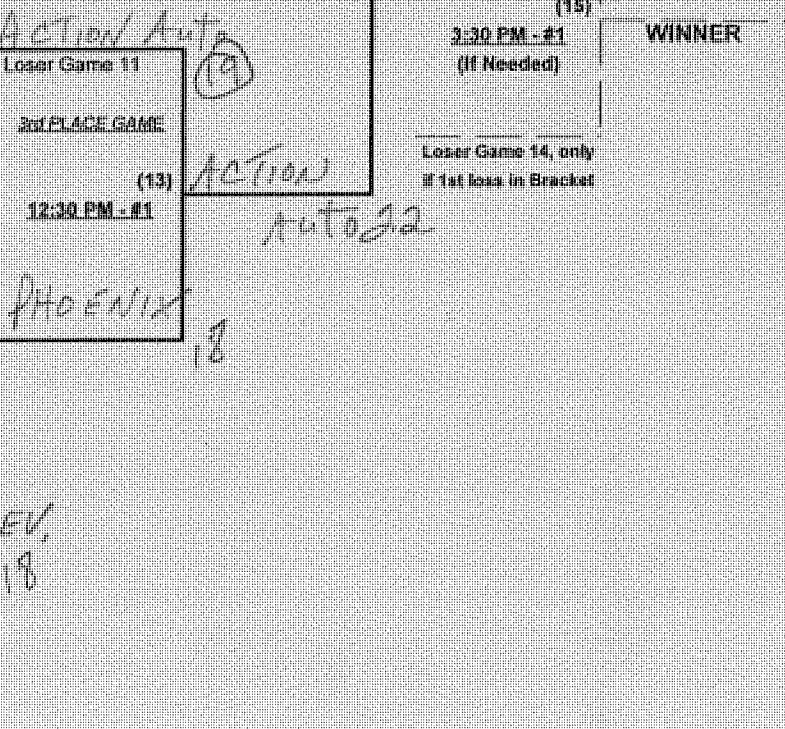 (15)
ACTION Auto
3:30 PM - #1
WINNER
Loser Game 11
19
(If Needed)
3rd PLACE GAME
Loser Game 14, only
(13)
ACTION
if 1st loss in Bracket
12:30 PM - #1
Auto 22
PHOENIX
18
EV.
18